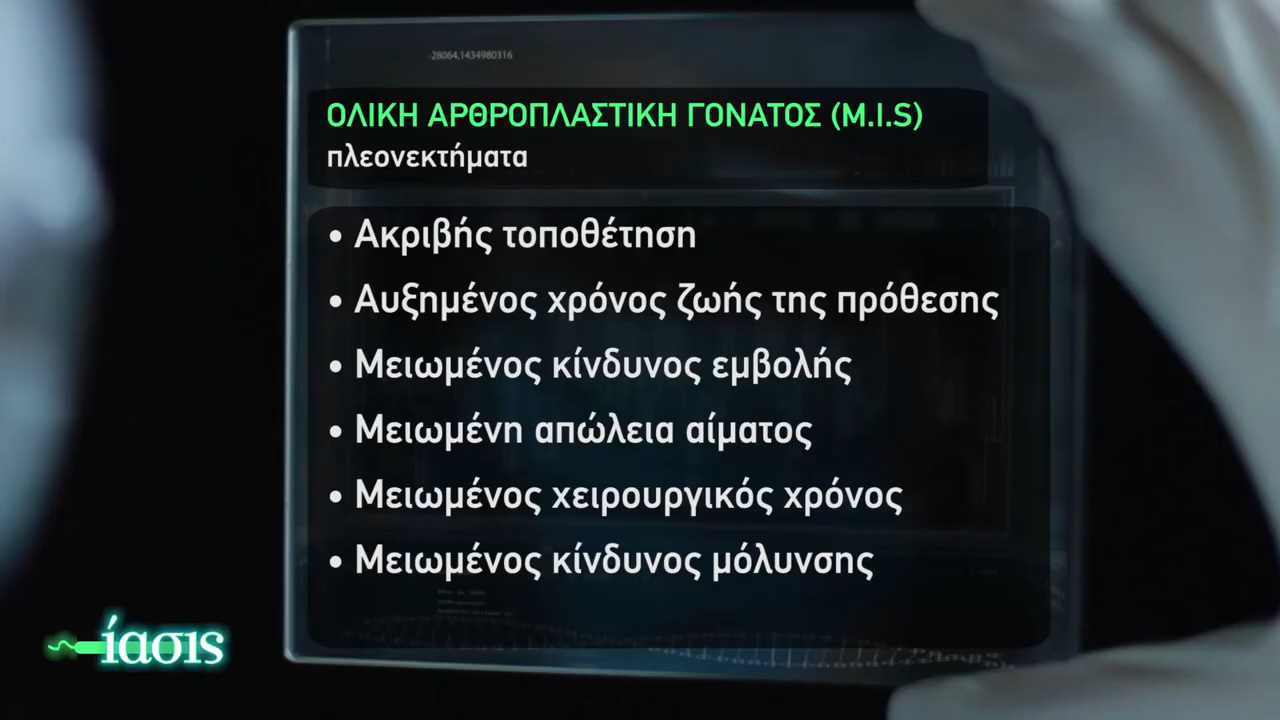 -28064,1434980316
ΟΛΙΚΗ ΑΡΘΡΟΠΛΑΣΤΙΚΗ ΓΟΝΑΤΟΣ (M.I.S)
πλεονεκτήματα
• Ακριβής τοποθέτηση
• Αυξημένος χρόνος ζωής της πρόθεσης
• Μειωμένος κίνδυνος εμβολής
• Μειωμένη απώλεια αίματος
• Μειωμένος χειρουργικός χρόνος
• Μειωμένος κίνδυνος μόλυνσης
ίασις